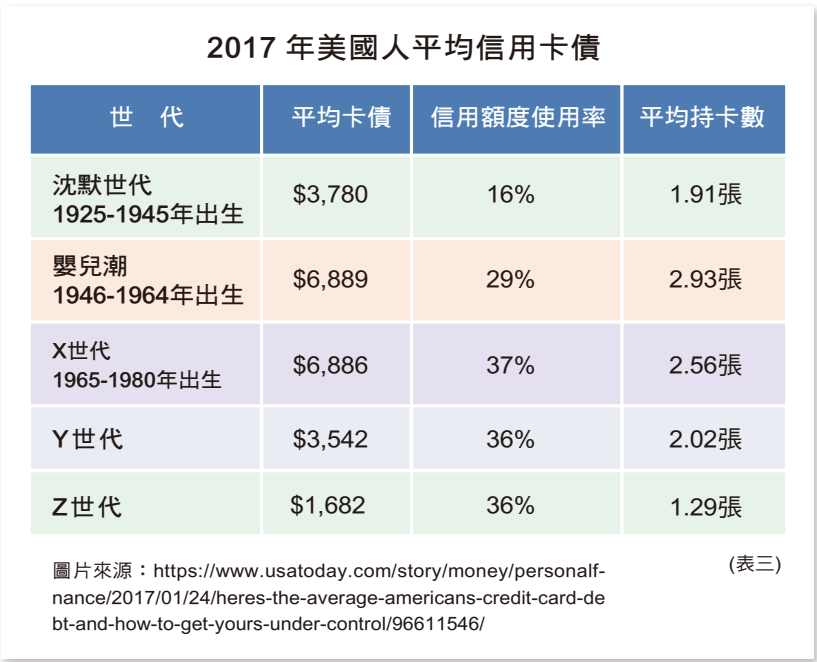 2017 年美國人平均信用卡債
世　代 平均卡債 信用額度使用率 平均持卡數
沈默世代
1925-1945年出生 $3,780 16% 1.91張
嬰兒潮
1946-1964年出生 $6,889 29% 2.93張
X世代
1965-1980年出生 $6,886 37% 2.56張
Y世代 $3,542 36% 2.02張
Z世代 $1,682 36% 1.29張
圖片來源：https://www.usatoday.com/story/money/personalf-
nance/2017/01/24/heres-the-average-americans-credit-card-de
bt-and-how-to-get-yours-under-control/96611546/
(表三)